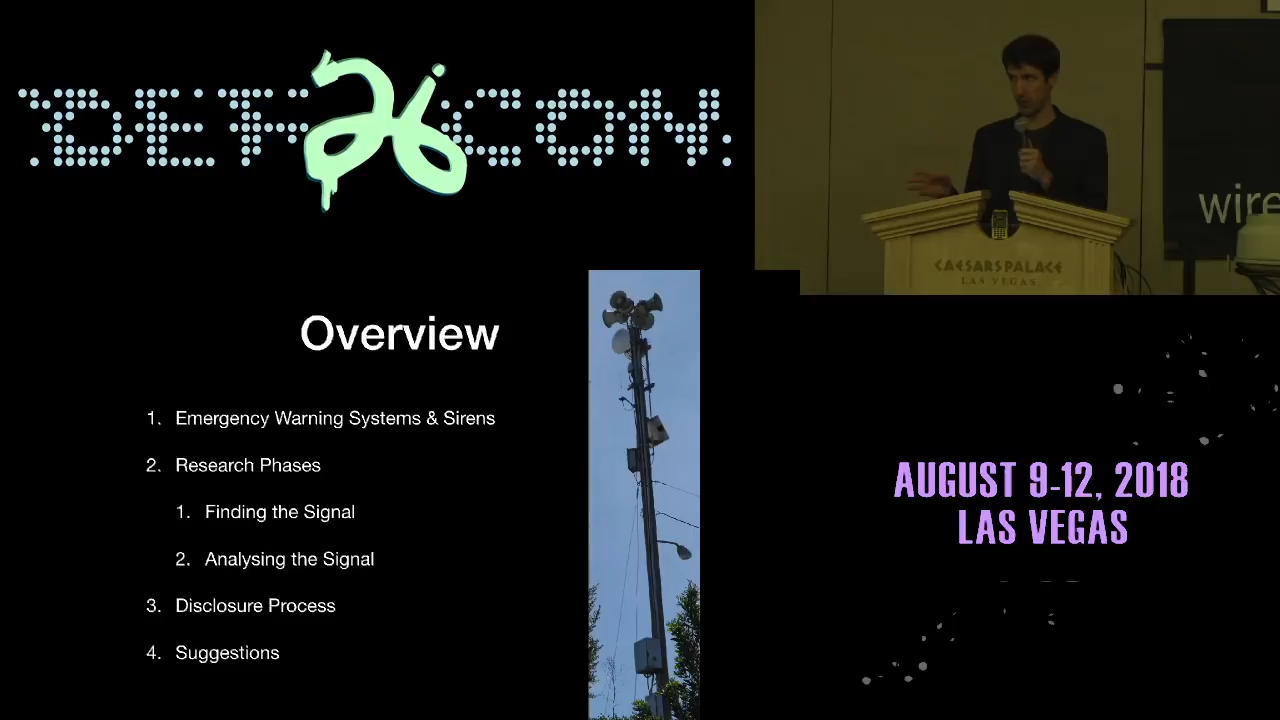 DEF 26 CON
wire
CAESARS PALACE
LAS VEGAS
Overview
1. Emergency Warning Systems & Sirens
2. Research Phases
1. Finding the Signal
2. Analysing the Signal
3. Disclosure Process
4. Suggestions
AUGUST 9-12, 2018
LAS VEGAS